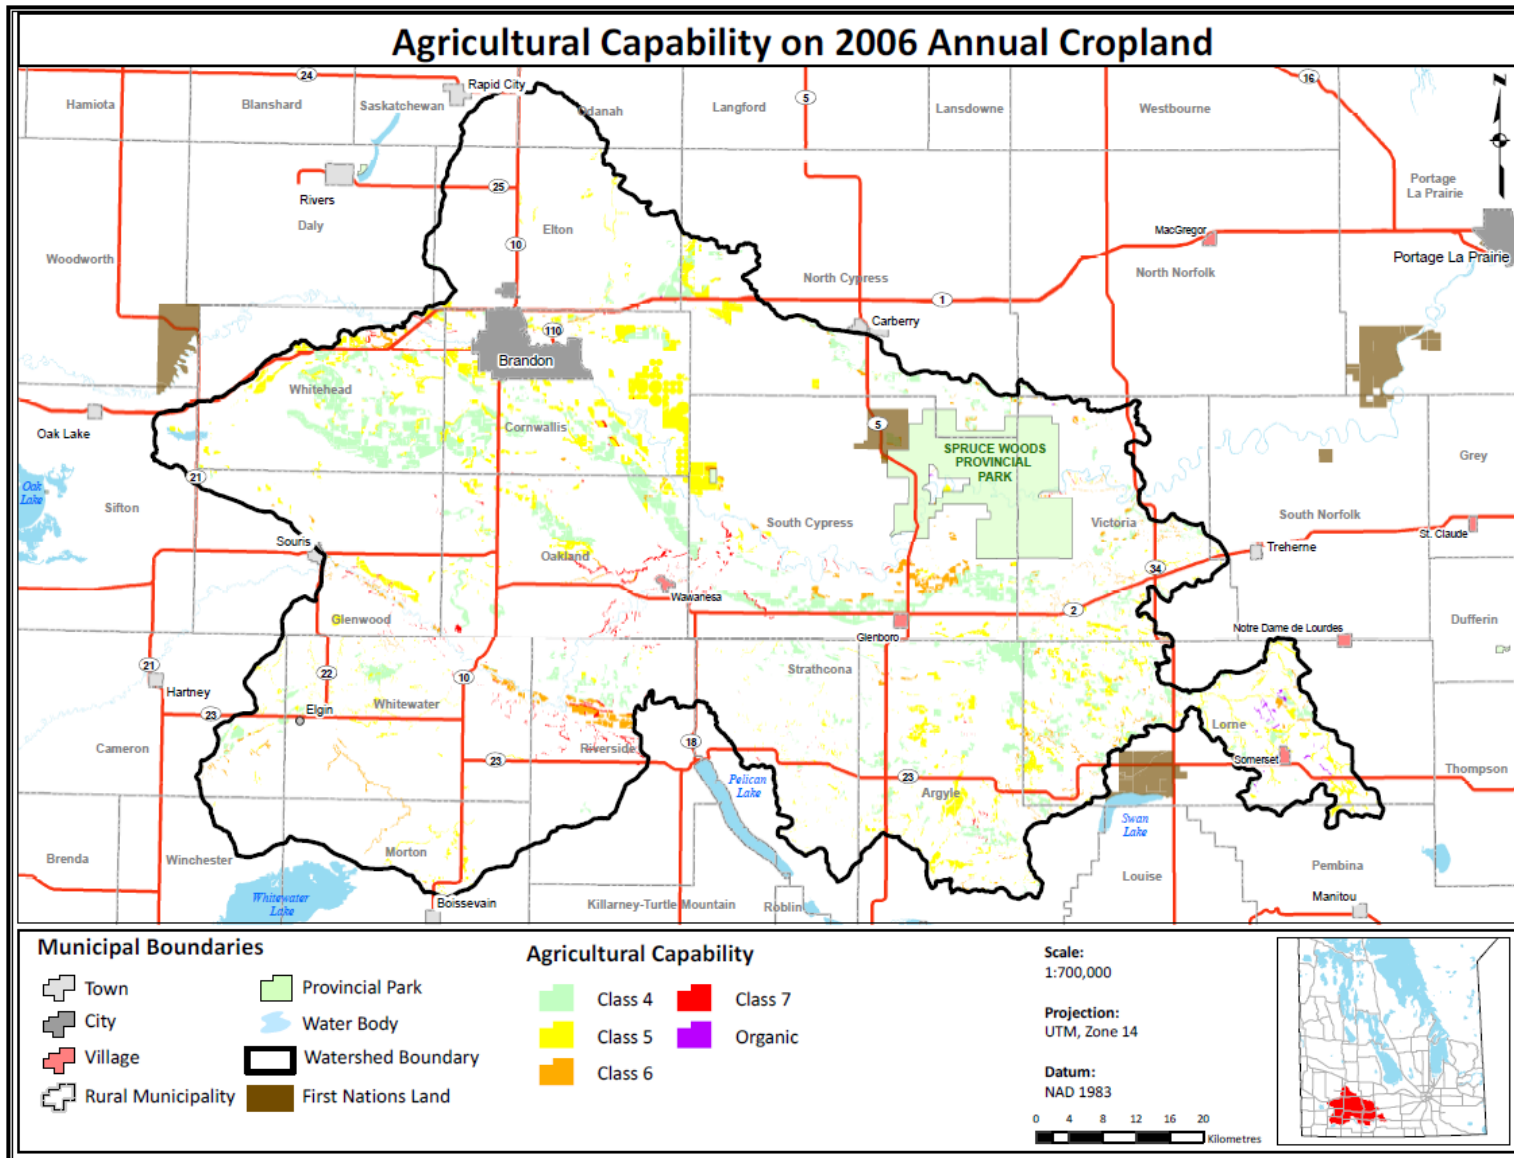 Agricultural Capability on 2006 Annual Cropland
24
Rapid City
16
Hamiota
Blanshard
Saskatchewan
Odanah
Langford
5
Lansdowne
Westbourne
N
Rivers
25
Portage
La Prairie
Daly
10
Elton
MacGregor
Woodworth
North Cypress
North Norfolk
Portage La Prairie
1
Carberry
110
Brandon
Whitehead
Oak Lake
Cornwallis
5
SPRUCE WOODS
PROVINCIAL
PARK
Grey
21
Oak
Lake
Sifton
South Cypress
Victoria
South Norfolk
St. Claude
Souris
Oakland
Treherne
34
Wawanesa
2
Glenwood
Glenboro
Notre Dame de Lourdes
Dufferin
21
22
10
Strathcona
Hartney
23
Elgin
Whitewater
Lorne
Cameron
Riverside
18
23
Somerset
23
Pelican
Lake
Argyle
Thompson
Swan
Lake
Brenda
Winchester
Morton
Pembina
Louise
Whitewater
Lake
Boissevain
Killarney-Turtle Mountain
Roblin
Manitou
Municipal Boundaries
Town
City
Village
Rural Municipality
Provincial Park
Water Body
Watershed Boundary
First Nations Land
Agricultural Capability
Class 4
Class 5
Class 6
Class 7
Organic
Scale:
1:700,000
Projection:
UTM, Zone 14
Datum:
NAD 1983
0 4 8 12 16 20
Kilometres